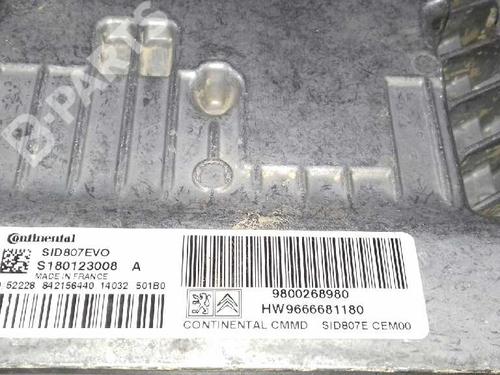 B-PARTS
Continental
SID807EVO
S180123008 A
MADE IN FRANCE
52228 842156440 14032 501B0
9800268980
HW9666681180
CONTINENTAL CMMD SID807E CEM00